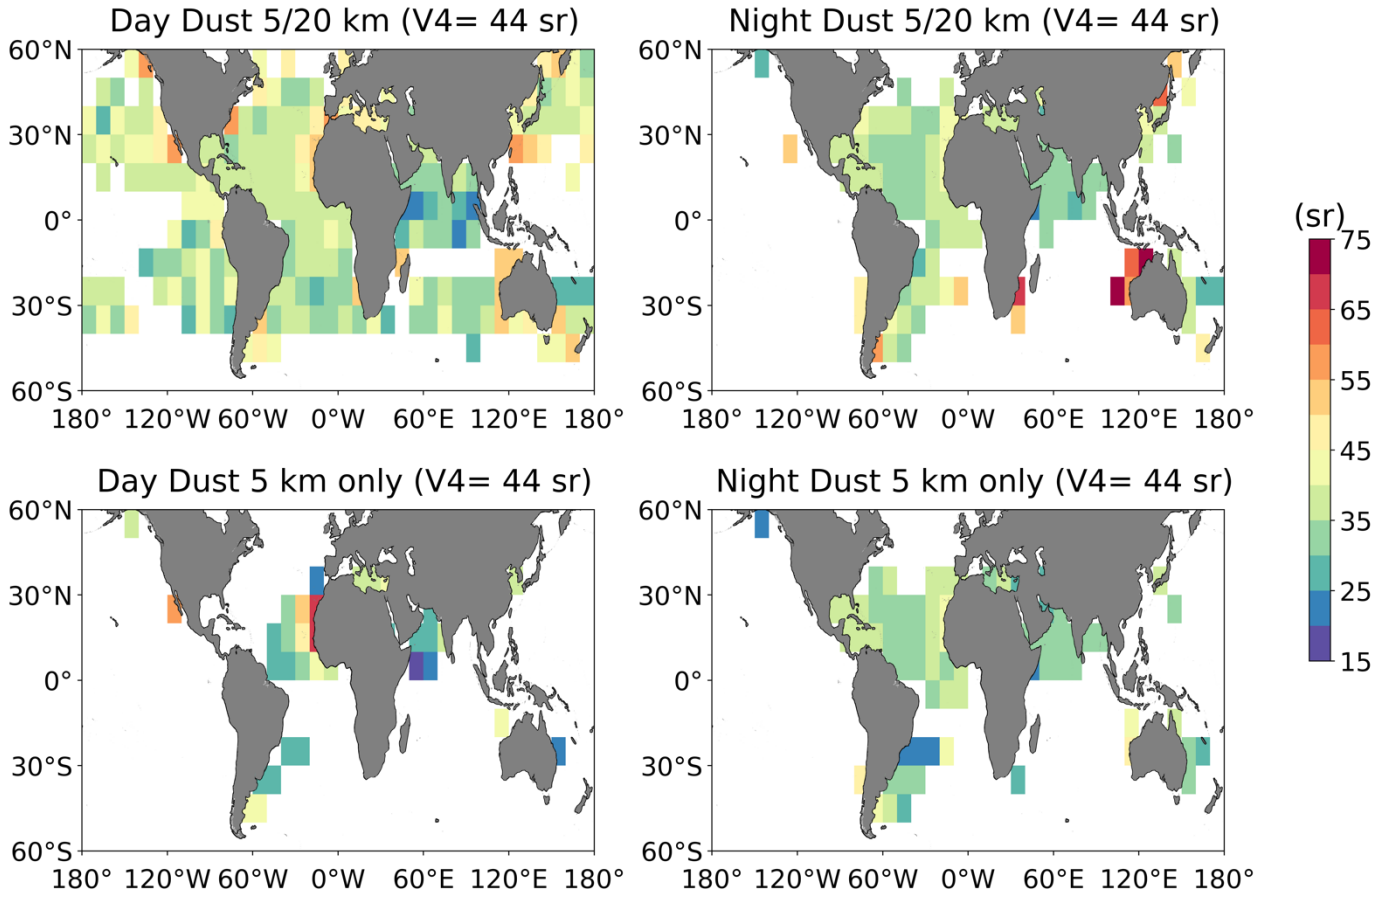 Day Dust 5/20 km (V4= 44 sr)
60°N
30°N
0°
30°S
60°S
180° 120°W 60°W 0°W 60°E 120°E 180°
Night Dust 5/20 km (V4= 44 sr)
60°N
30°N
0°
30°S
60°S
180° 120°W 60°W 0°W 60°E 120°E 180°
Day Dust 5 km only (V4= 44 sr)
60°N
30°N
0°
30°S
60°S
180° 120°W 60°W 0°W 60°E 120°E 180°
Night Dust 5 km only (V4= 44 sr)
60°N
30°N
0°
30°S
60°S
180° 120°W 60°W 0°W 60°E 120°E 180°
(sr)
75
65
55
45
35
25
15